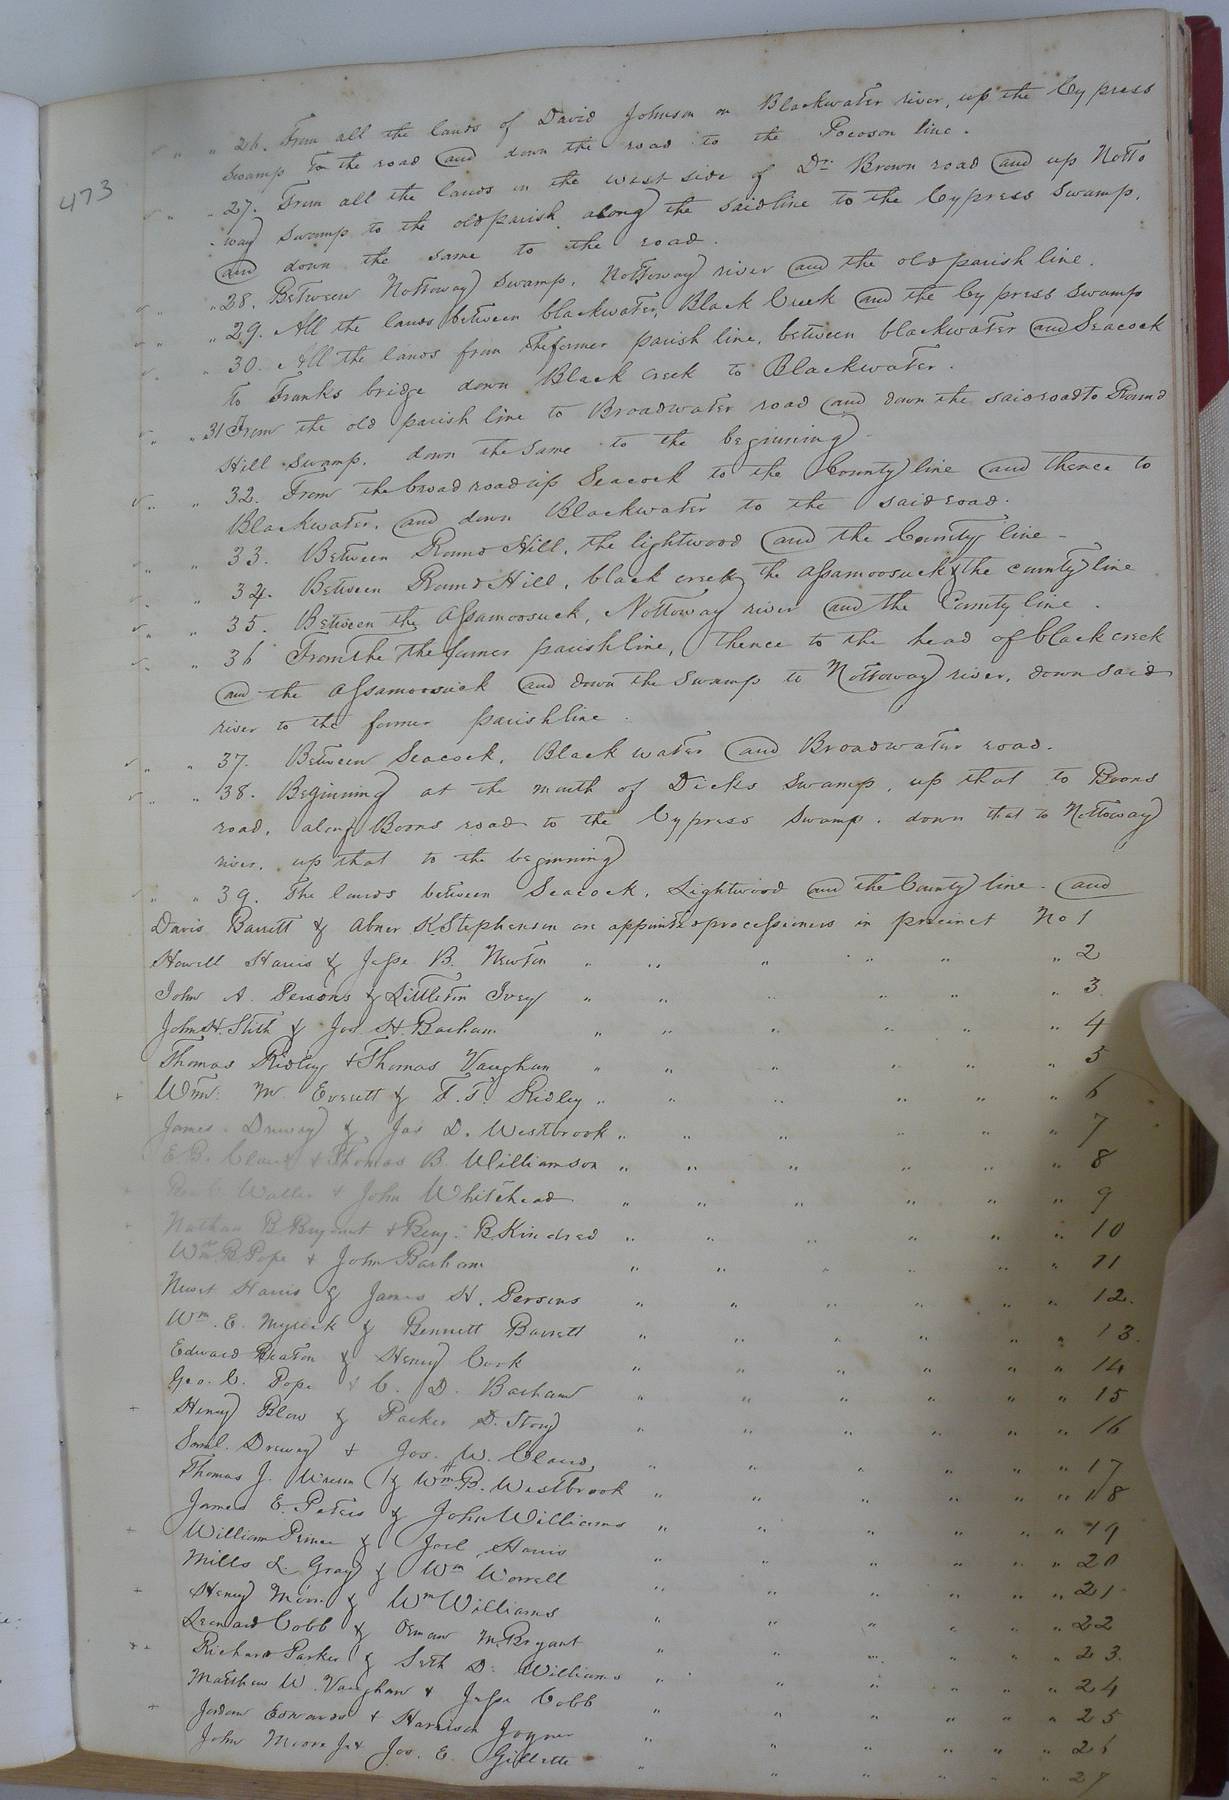 473
" " 26. From all the lands of David Johnson on Blackwater river, up the Cypress
Swamp to the road and down the road to the Pocoson line.
" " 27. From all the lands on the west side of Dr. Brown road and up Notto
way Swamp to the old parish along the said line to the Cypress Swamp,
and down the same to the road.
" " 28. Between Nottoway Swamp, Nottoway river and the old parish line.
" " 29. All the lands between blackwater, Black Creek and the Cypress Swamp
" " 30. All the lands from the former parish line, between blackwater and Seacock
to Franks bridge down Black creek to Blackwater.
" " 31 From the old parish line to Broadwater road and down the said road to Round
Hill Swamp. down the same to the beginning
" " 32. From the broad road up Seacock to the County line and thence to
Blackwater, and down Blackwater to the said road.
" " 33. Between Round Hill, the lightwood and the County line -
" " 34. Between Round Hill, black creek, the Assamoosuck & the county line
" " 35. Between the Assamoosuck, Nottoway river and the County line.
" " 36 From the the former parish line, thence to the head of black creek
and the Assamoosuck and down the Swamp to Nottoway river, down said
river to the former parish line.
" " 37. Between Seacock, Black water and Broadwater road.
" " 38. Beginning at the mouth of Dicks Swamp, up that to Boons
road, along Boons road to the Cypress Swamp. down that to Nottoway
river, up that to the beginning
" " 39. The lands between Seacock, Lightwood and the County line - and
Davis Barrett & Abner K. Stephenson are appointed processioners in precinct No 1
Howell Harris & Jesse B. Newton " " " " " " 2
John A. Persons & Littleton Ivey " " " " " " 3
John H. Stith & Jos. H. Barham " " " " " " 4
Thomas Ridley & Thomas Vaughan " " " " " " 5
Wm. M. Everett & F. T. Ridley " " " " " " 6
James Drewry & Jas D. Westbrook " " " " " " 7
E. B. Claud & Thomas B. Williamson " " " " " " 8
Waller & John Whitehead " " " " " " 9
Nathan B Bryant & Benj. B. Kindred " " " " " " 10
Wm. B. Pope & John Barham " " " " " " 11
Newit Harris & James H. Persons " " " " " " 12.
Wm. E. Myrick & Bennett Barrett " " " " " " 13.
Edward Beaton & Henry Cook " " " " " " 14
Geo. C. Pope & C. D. Barham " " " " " " 15
Henry Blow & Parker D. Story " " " " " " 16
Saml. Drewry & Jos. W. Claud, " " " " " " 17
Thomas J. & Wm. B. Westbrook " " " " " " 18
James E. Peters & John Williams " " " " " " 19
William Prince & Joel Harris " " " " " " 20
Mills L Gray & Wm Worrell " " " " " " 21
Henry Moore & Wm Williams " " " " " " 22
Leonard Cobb & M. Bryant " " " " " " 23.
Richard Parker & Seth D. Williams " " " " " " 24
Matthew W. Vaughan & Jesse Cobb " " " " " " 25
Jordan Edwards & Harrison Joyner " " " " " " 26
John Moore Jr & Jos. E. Gillette " " " " " " 27